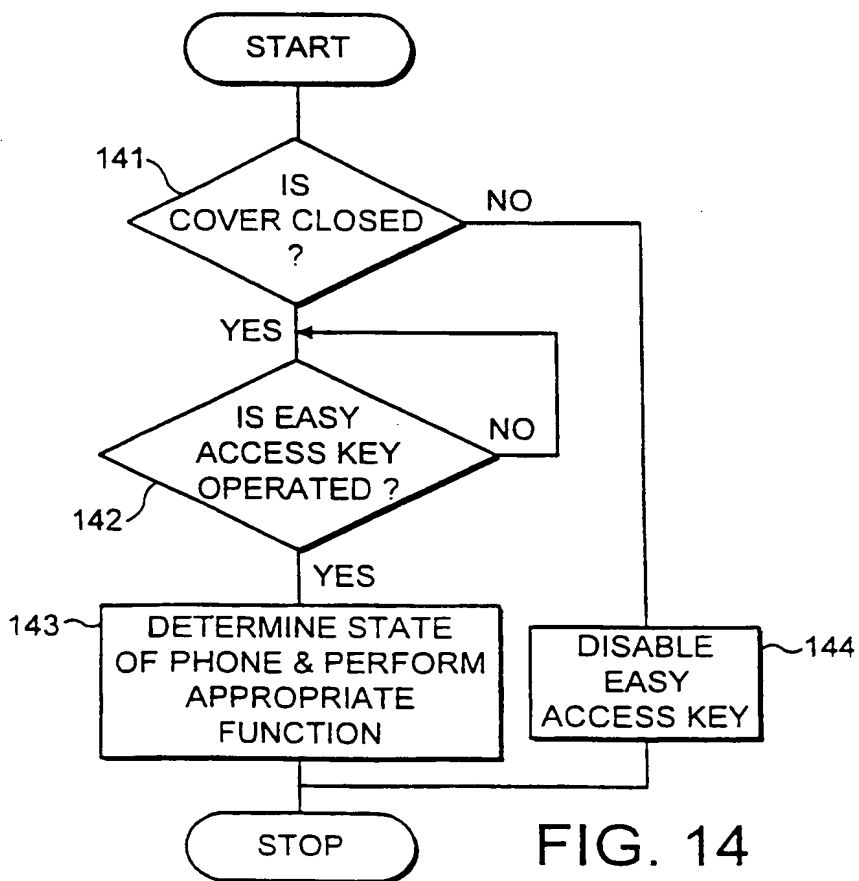 START
141
IS
COVER CLOSED
?
NO
YES
IS EASY
ACCESS KEY
OPERATED ?
NO
142
YES
143
DETERMINE STATE
OF PHONE & PERFORM
APPROPRIATE
FUNCTION
DISABLE
EASY
ACCESS KEY
144
STOP
FIG. 14